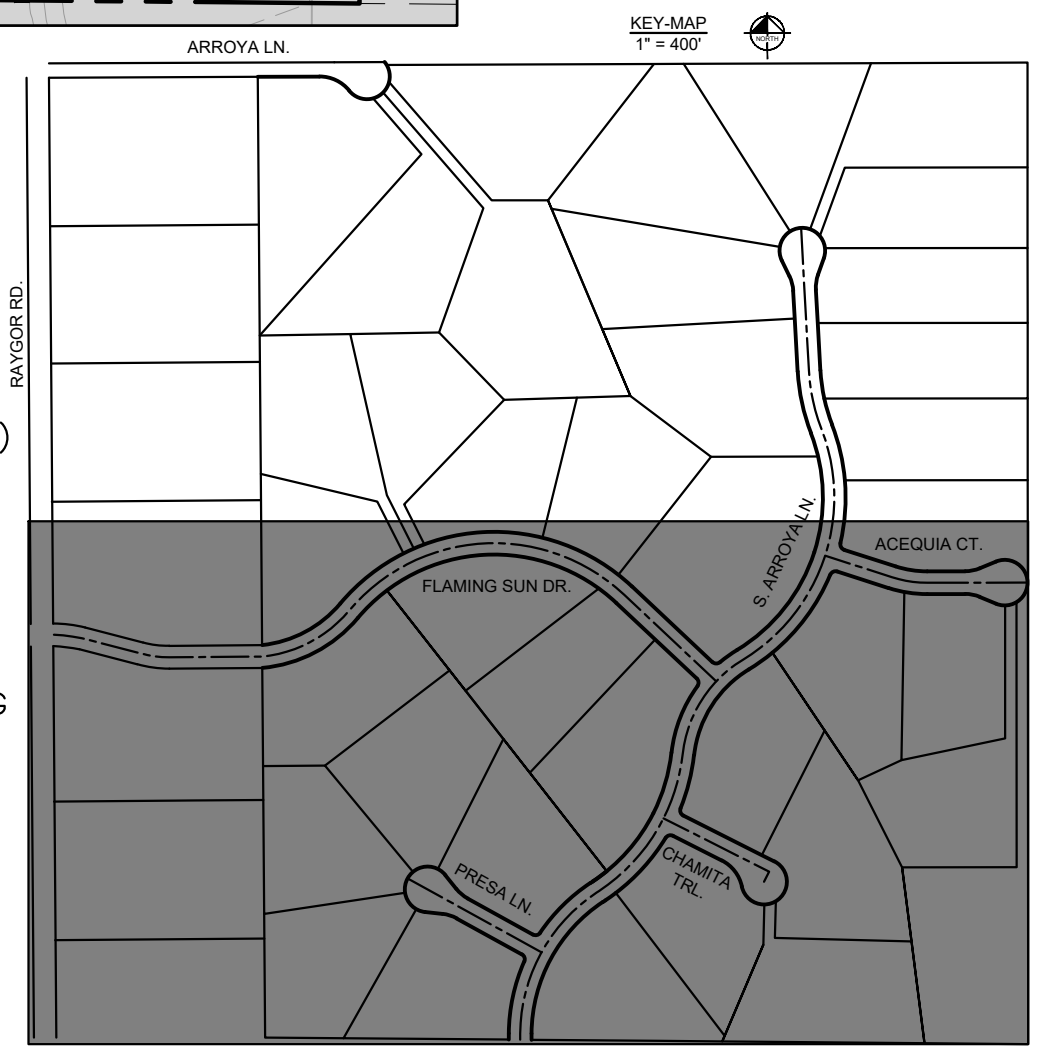 KEY-MAP
1" = 400'
NORTH
ARROYA LN.
RAYGOR RD.
S. ARROYA LN.
ACEQUIA CT.
FLAMING SUN DR.
PRESA LN.
CHAMITA
TRL.